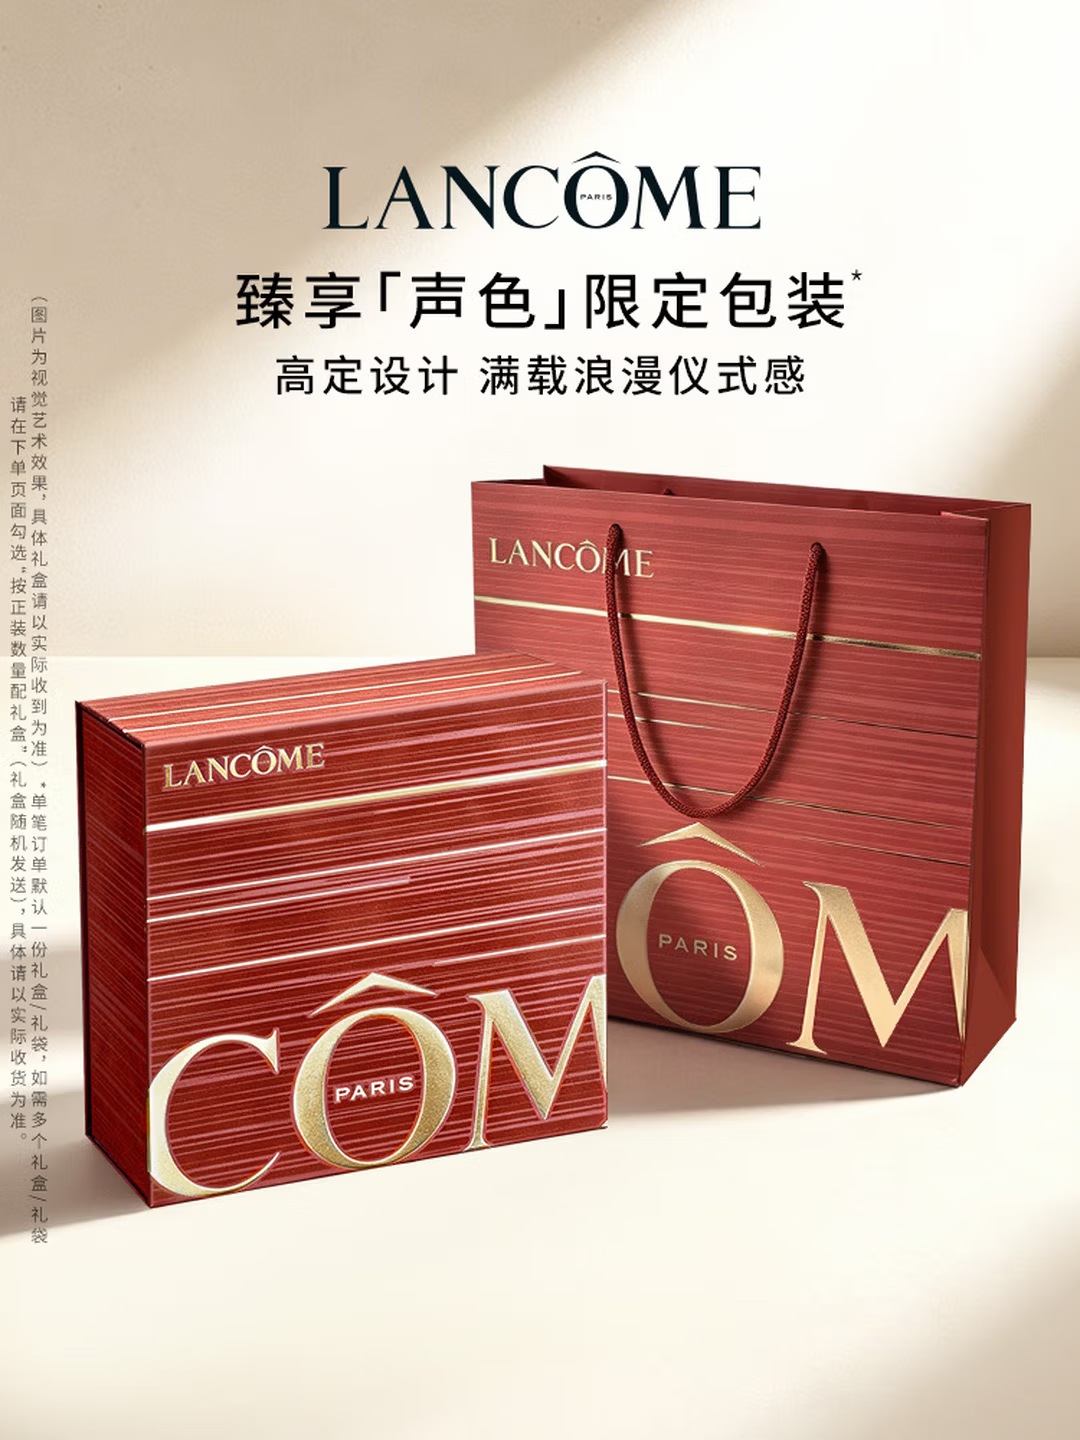 LANCÔME
PARIS
臻享「声色」限定包装*
高定设计 满载浪漫仪式感
LANCÔME
ÔM
PARIS
LANCÔME
CÔM
PARIS
（图片为视觉艺术效果，具体礼盒请以实际收到为准）*单笔订单默认一份礼盒/礼袋，如需多个礼盒/礼袋
请在下单页面勾选“按正装数量配礼盒”（礼盒随机发送），具体请以实际收货为准。